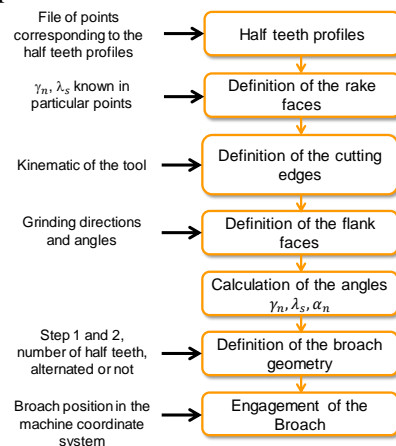 File of points
corresponding to the
half teeth profiles
Half teeth profiles
γn, λs known in
particular points
Definition of the rake
faces
Kinematic of the tool
Definition of the cutting
edges
Grinding directions
and angles
Definition of the flank
faces
Calculation of the angles
γn, λs, αn
Step 1 and 2,
number of half teeth,
alternated or not
Definition of the broach
geometry
Broach position in the
machine coordinate
system
Engagement of the
Broach